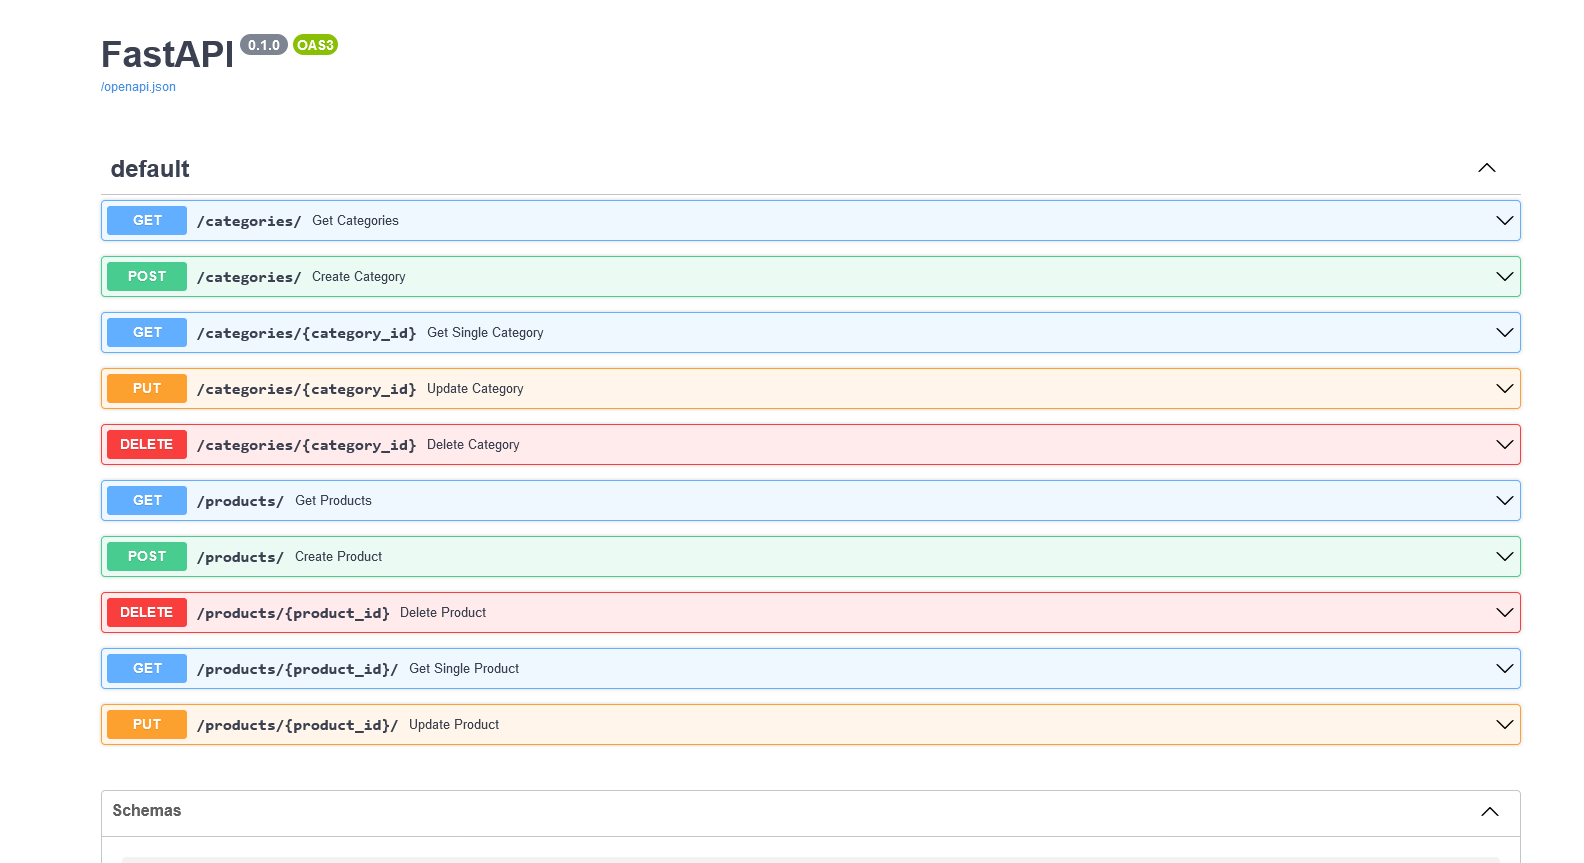 FastAPI 0.1.0 OAS3
/openapi.json
default
GET /categories/ Get Categories
POST /categories/ Create Category
GET /categories/{category_id} Get Single Category
PUT /categories/{category_id} Update Category
DELETE /categories/{category_id} Delete Category
GET /products/ Get Products
POST /products/ Create Product
DELETE /products/{product_id} Delete Product
GET /products/{product_id}/ Get Single Product
PUT /products/{product_id}/ Update Product
Schemas